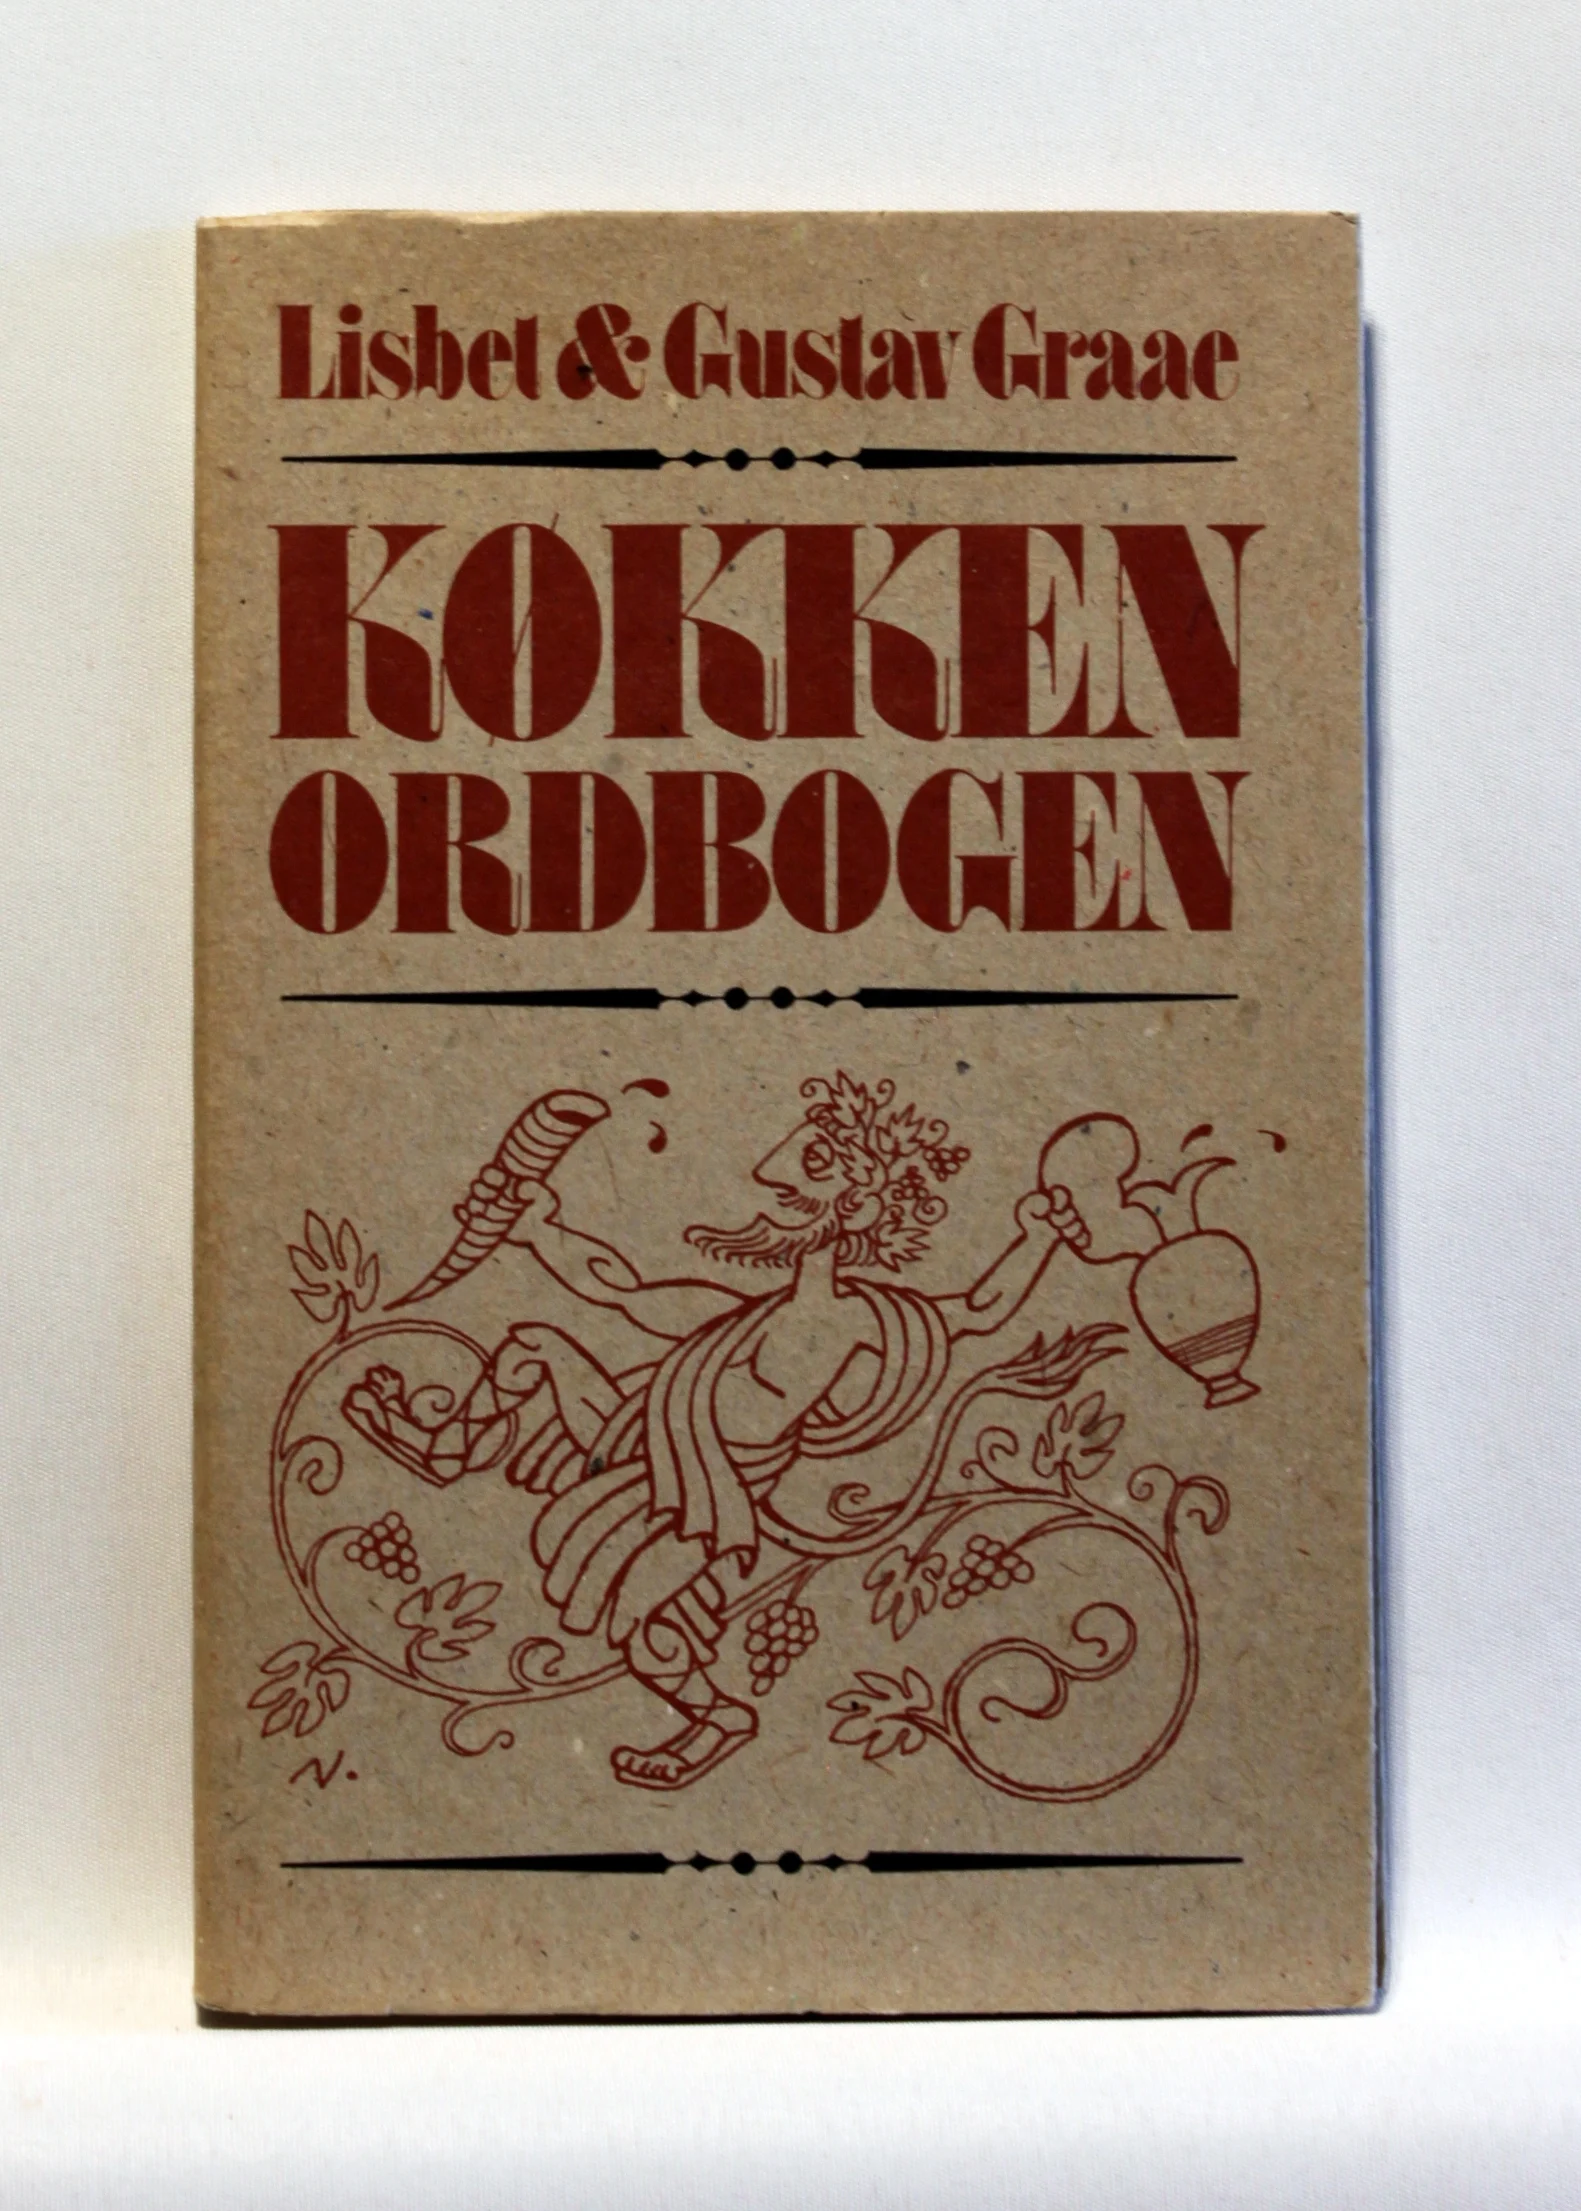 Lisbet & Gustav Graae
KØKKEN
ORDBOGEN
N.